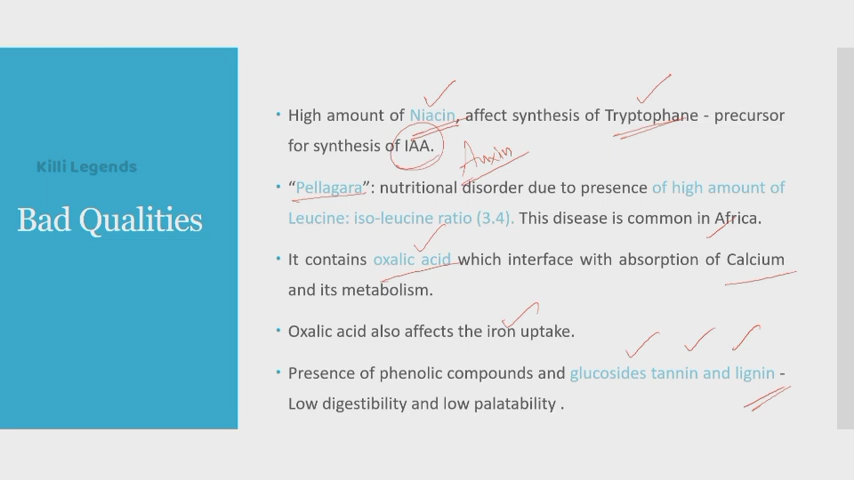 Killi Legends
Bad Qualities
• High amount of Niacin, affect synthesis of Tryptophane - precursor
for synthesis of IAA.
Auxin
• “Pellagara”: nutritional disorder due to presence of high amount of
Leucine: iso-leucine ratio (3.4). This disease is common in Africa.
• It contains oxalic acid which interface with absorption of Calcium
and its metabolism.
• Oxalic acid also affects the iron uptake.
• Presence of phenolic compounds and glucosides tannin and lignin -
Low digestibility and low palatability .